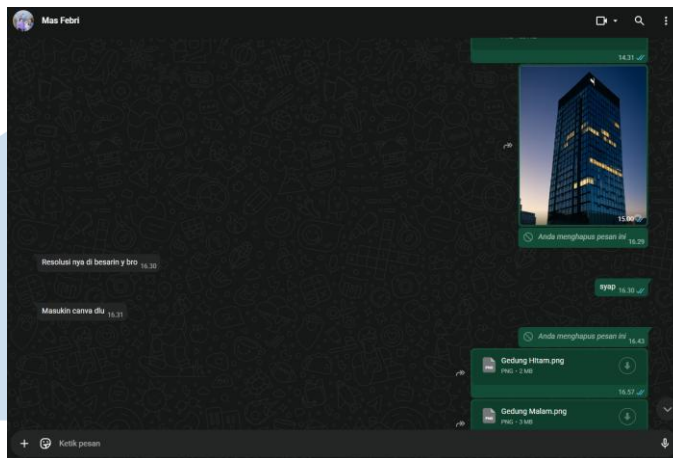 Mas Febri
14.31
15.00
Anda menghapus pesan ini 16.29
Resolusi nya di besarin y bro 16.30
syap 16.30
Masukin canva dlu 16.31
Anda menghapus pesan ini 16.43
Gedung HItam.png
PNG • 2 MB
16.57
Gedung Malam.png
PNG • 3 MB
Ketik pesan